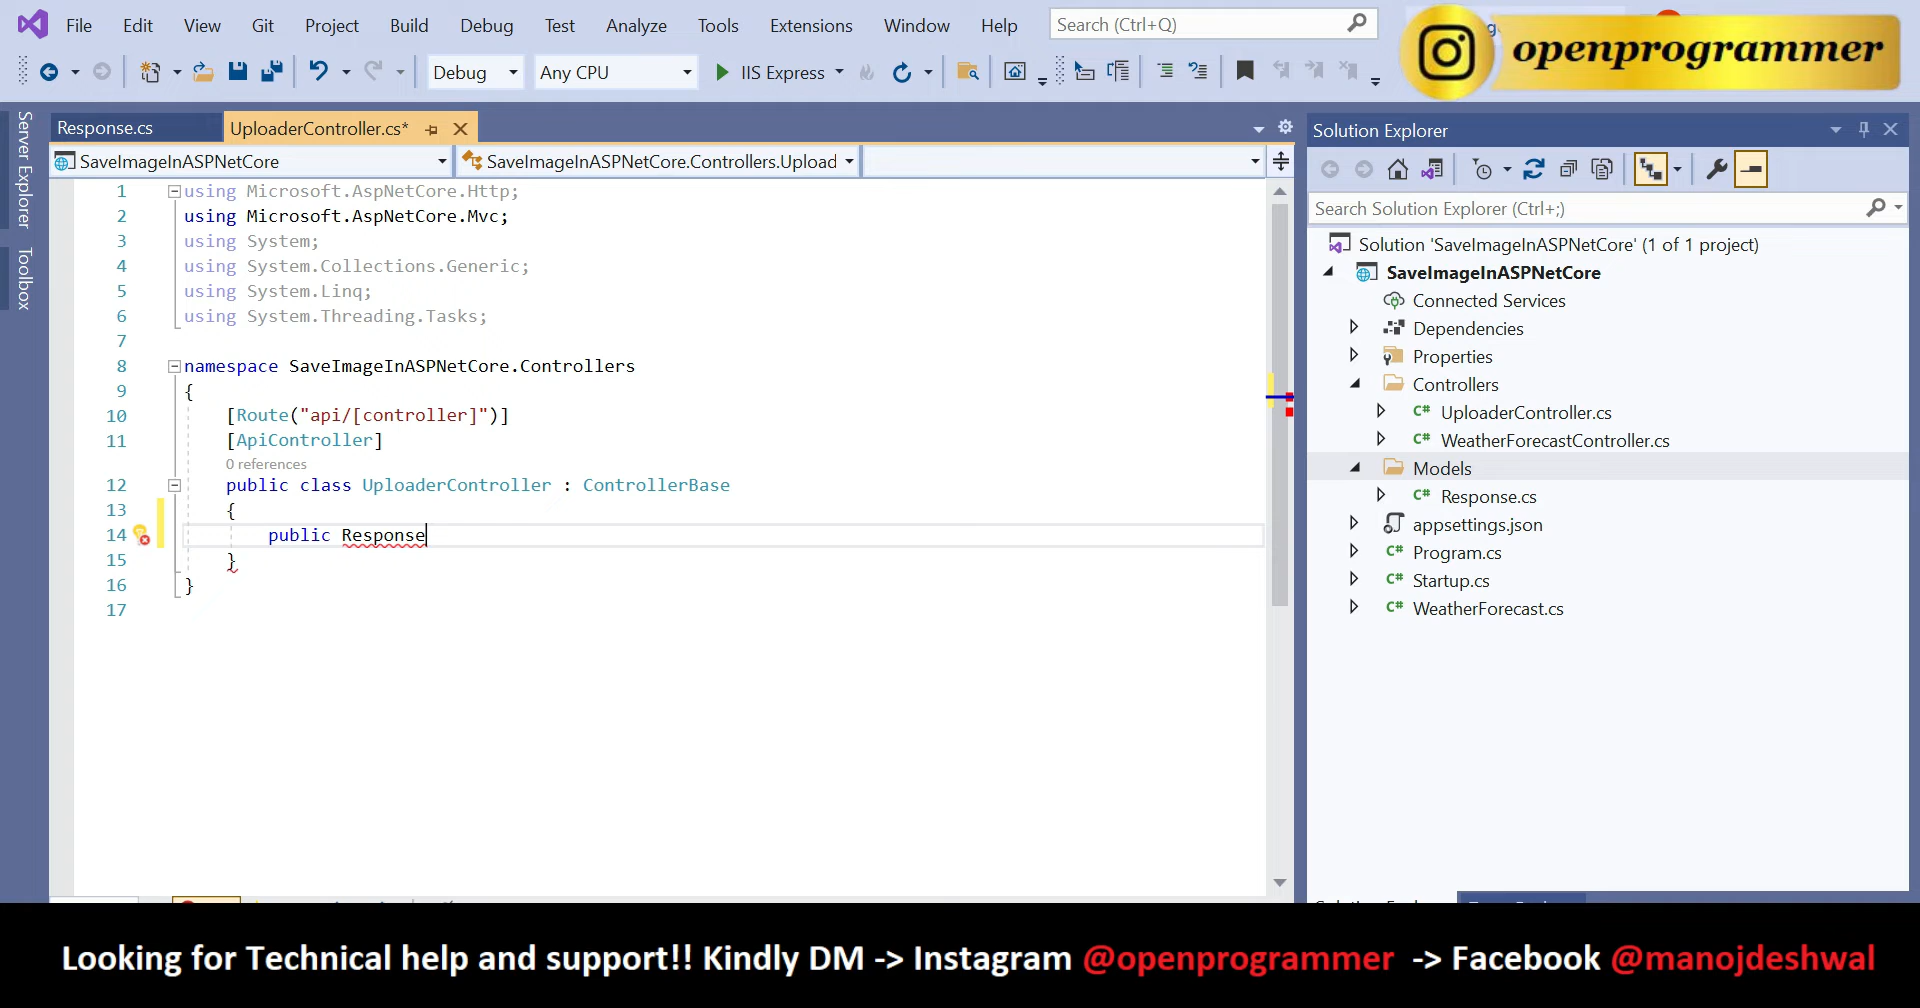 File Edit View Git Project Build Debug Test Analyze Tools Extensions Window Help Search (Ctrl+Q)
openprogrammer
Debug Any CPU IIS Express
Server Explorer
Toolbox
Response.cs UploaderController.cs*
SaveImageInASPNetCore SaveImageInASPNetCore.Controllers.Upload
1 using Microsoft.AspNetCore.Http;
2 using Microsoft.AspNetCore.Mvc;
3 using System;
4 using System.Collections.Generic;
5 using System.Linq;
6 using System.Threading.Tasks;
7
8 namespace SaveImageInASPNetCore.Controllers
9 {
10 [Route("api/[controller]")]
11 [ApiController]
0 references
12 public class UploaderController : ControllerBase
13 {
14 public Response
15 }
16 }
17
Solution Explorer
Search Solution Explorer (Ctrl+;)
Solution 'SaveImageInASPNetCore' (1 of 1 project)
SaveImageInASPNetCore
Connected Services
Dependencies
Properties
Controllers
C# UploaderController.cs
C# WeatherForecastController.cs
Models
C# Response.cs
appsettings.json
C# Program.cs
C# Startup.cs
C# WeatherForecast.cs
Looking for Technical help and support!! Kindly DM -> Instagram @openprogrammer -> Facebook @manojdeshwal